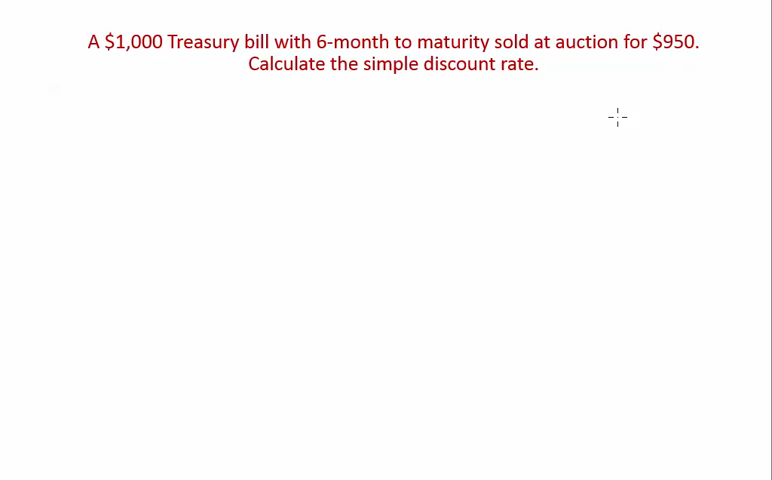 A $1,000 Treasury bill with 6-month to maturity sold at auction for $950.
Calculate the simple discount rate.